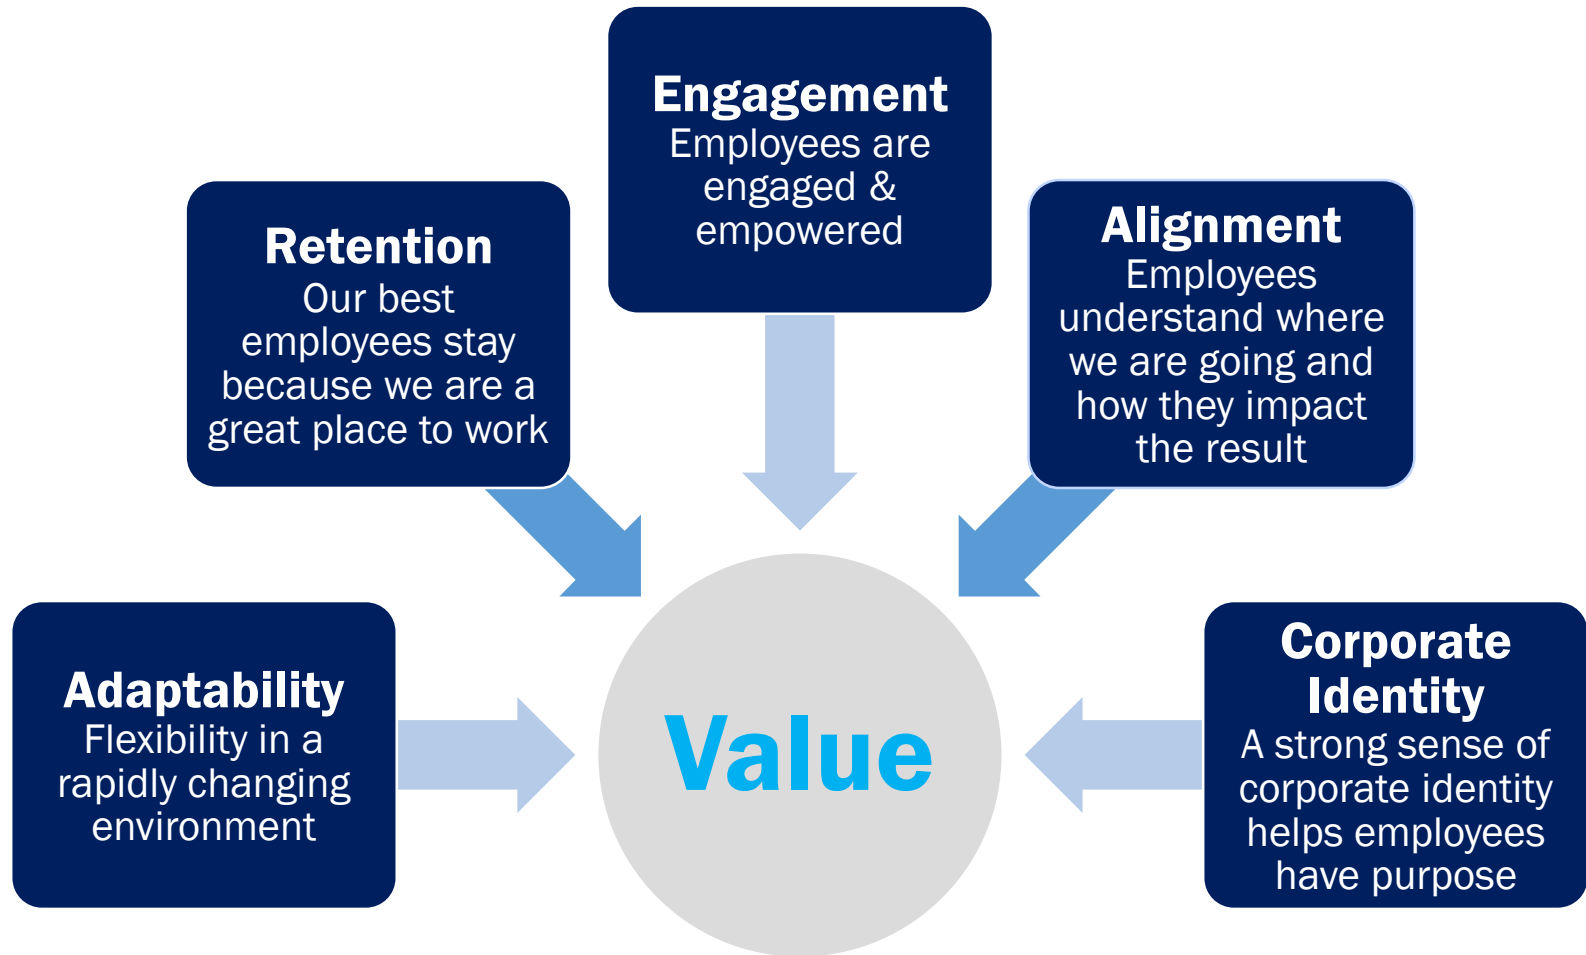 Engagement
Employees are
engaged &
empowered
Retention
Our best
employees stay
because we are a
great place to work
Alignment
Employees
understand where
we are going and
how they impact
the result
Adaptability
Flexibility in a
rapidly changing
environment
Value
Corporate
Identity
A strong sense of
corporate identity
helps employees
have purpose